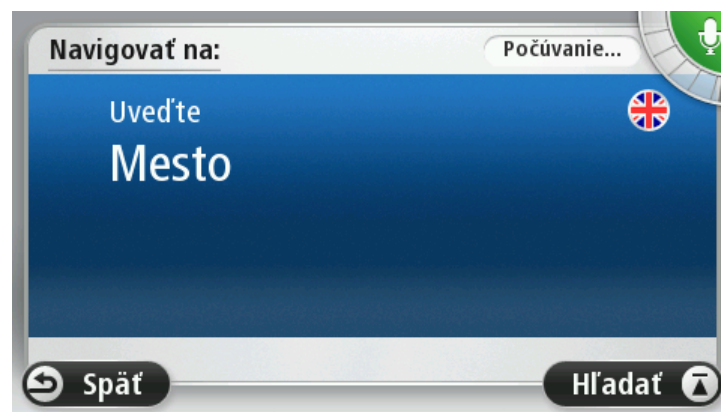 Navigovať na:
Počúvanie...
Uveďte
Mesto
Späť
Hľadať